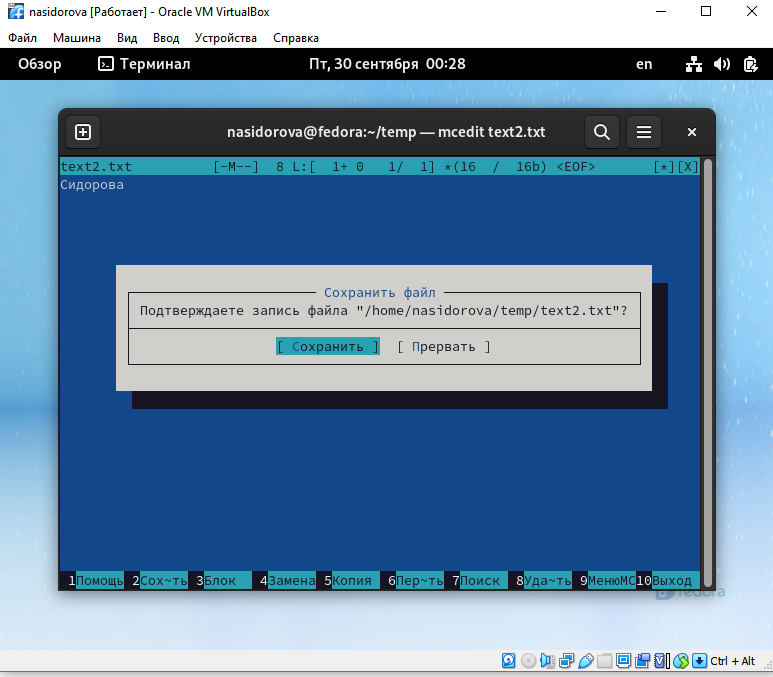 nasidorova [Работает] - Oracle VM VirtualBox
Файл Машина Вид Ввод Устройства Справка
Обзор Терминал Пт, 30 сентября 00:28 en
nasidorova@fedora:~/temp — mcedit text2.txt
text2.txt [-M--] 8 L:[ 1+ 0 1/ 1] *(16 / 16b) <EOF> [*][X]
Сидорова
Сохранить файл
Подтверждаете запись файла "/home/nasidorova/temp/text2.txt"?
[ Сохранить ] [ Прервать ]
1Помощь 2Сох~ть 3Блок 4Замена 5Копия 6Пер~ть 7Поиск 8Уда~ть 9МенюMC 10Выход
fedora
Ctrl + Alt